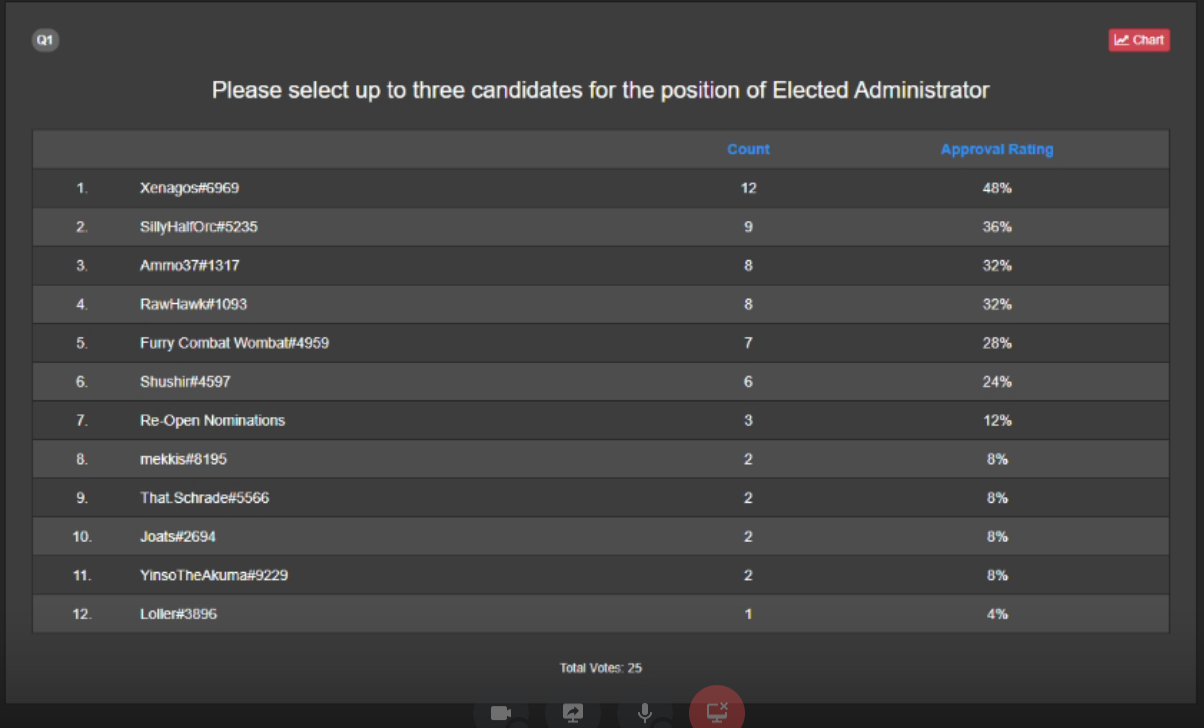 Q1
Chart
Please select up to three candidates for the position of Elected Administrator
Count Approval Rating
1. Xenagos#6969 12 48%
2. SillyHalfOrc#5235 9 36%
3. Ammo37#1317 8 32%
4. RawHawk#1093 8 32%
5. Furry Combat Wombat#4959 7 28%
6. Shushir#4597 6 24%
7. Re-Open Nominations 3 12%
8. mekkis#8195 2 8%
9. That.Schrade#5566 2 8%
10. Joats#2694 2 8%
11. YinsoTheAkuma#9229 2 8%
12. Loller#3896 1 4%
Total Votes: 25